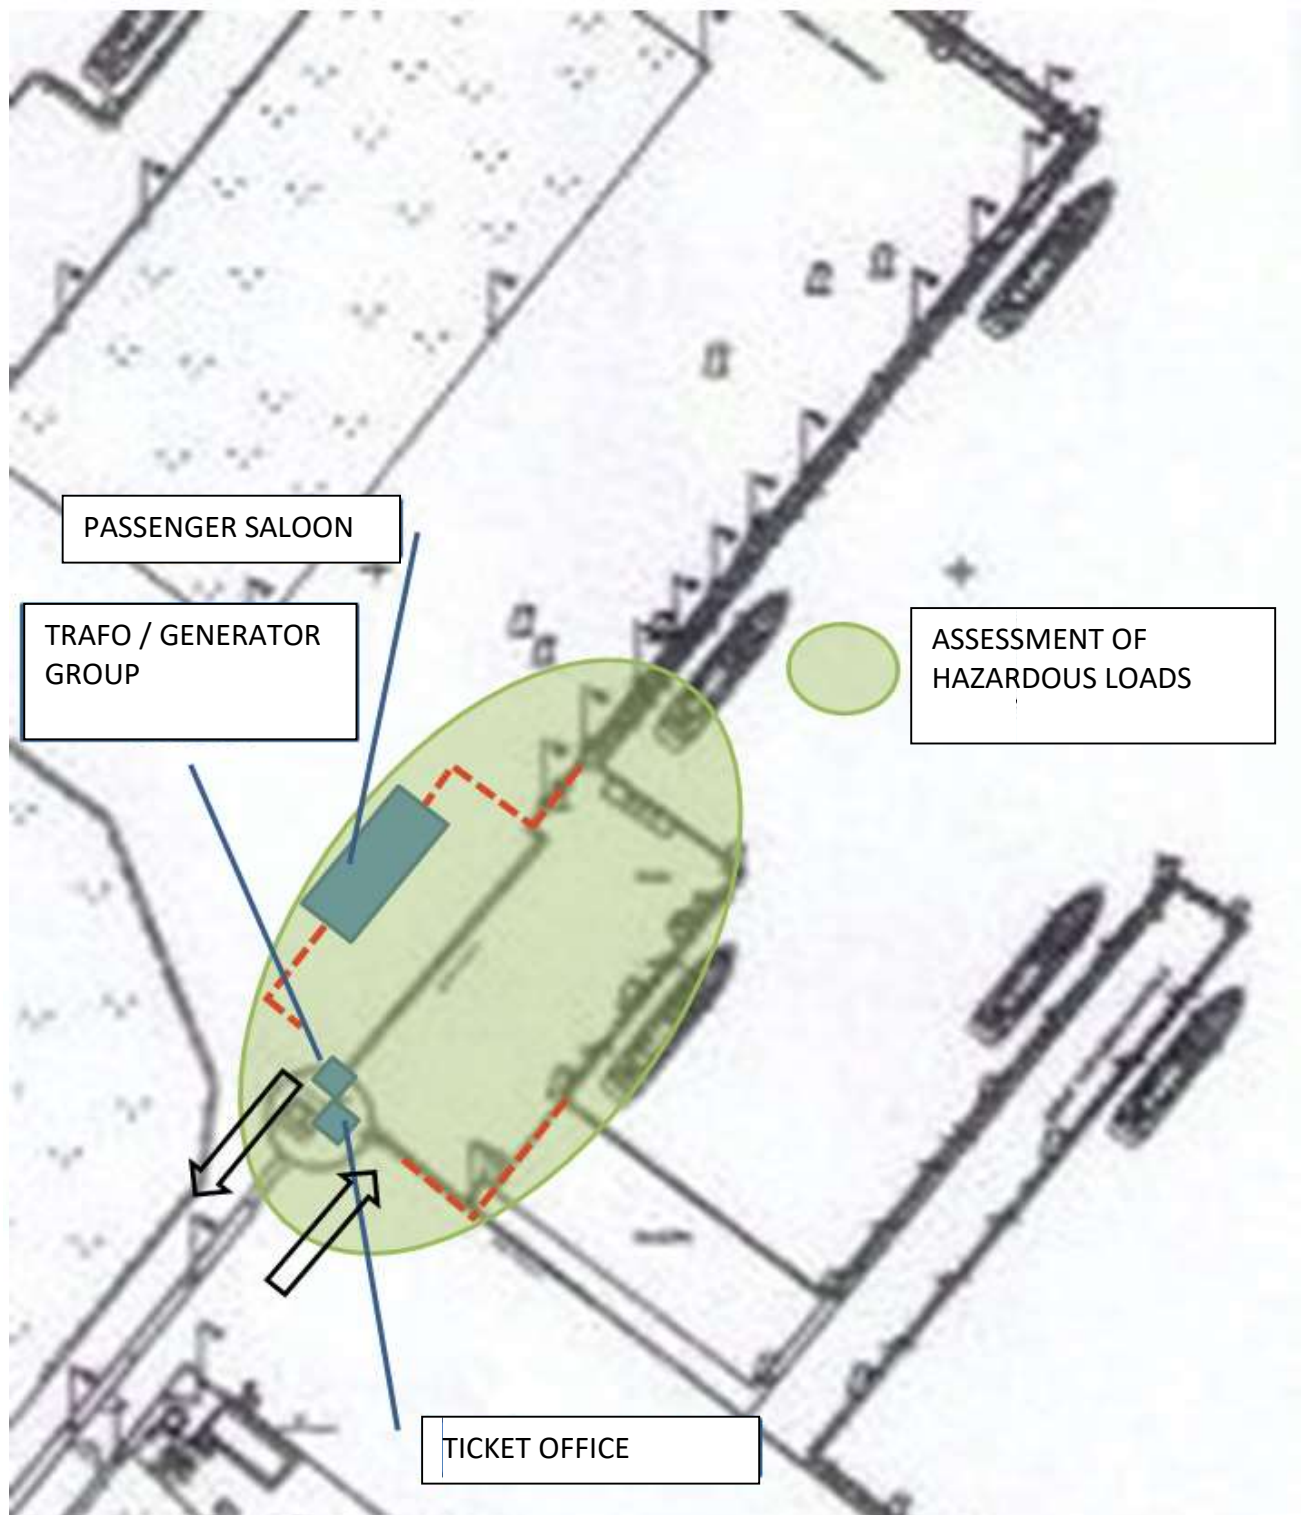 PASSENGER SALOON
TRAFO / GENERATOR
GROUP
ASSESSMENT OF
HAZARDOUS LOADS
TICKET OFFICE